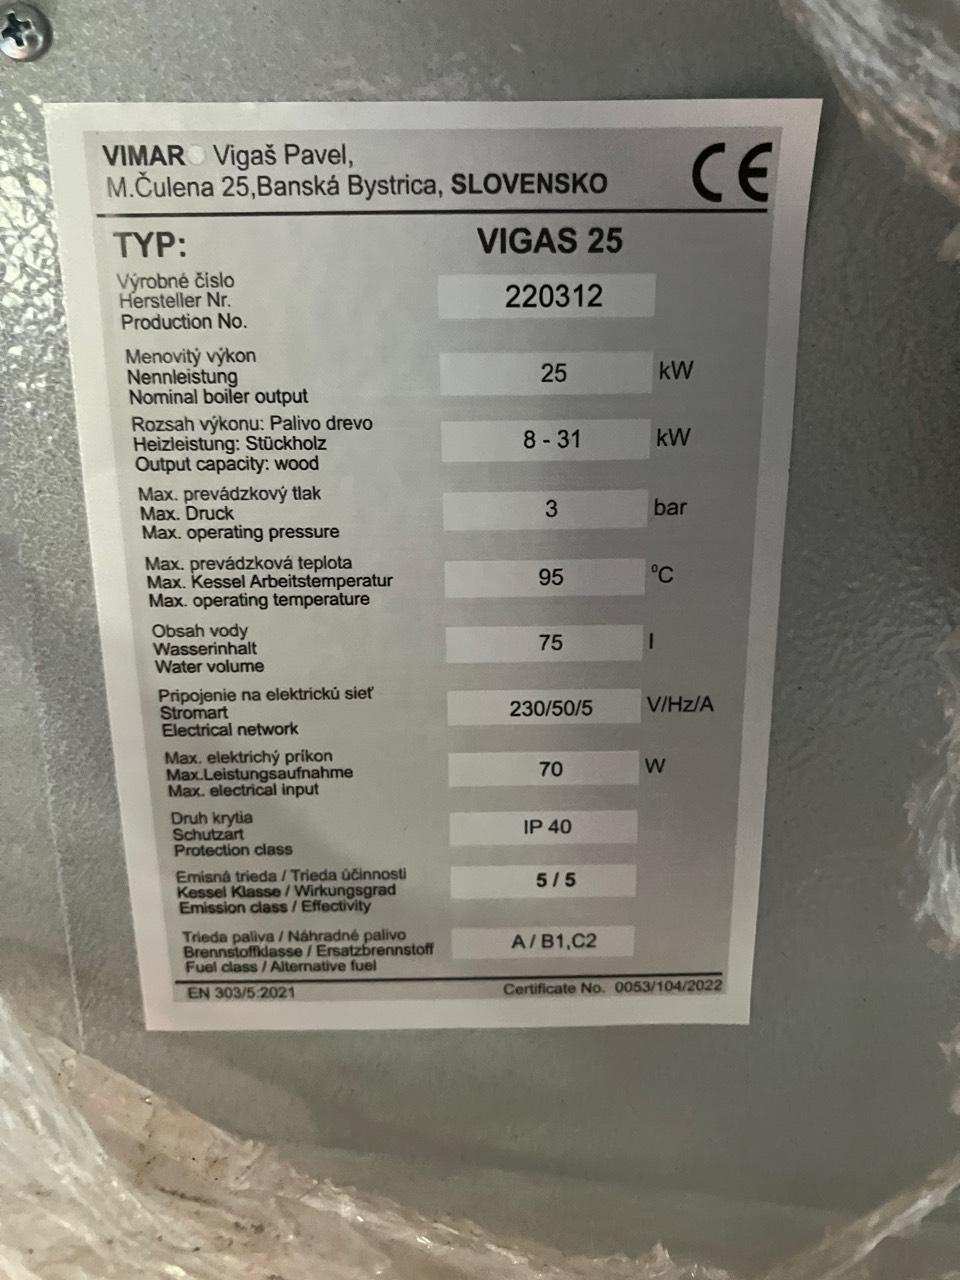 VIMAR Vigaš Pavel,
M.Čulena 25,Banská Bystrica, SLOVENSKO
CE
TYP: VIGAS 25
Výrobné číslo
Hersteller Nr. 220312
Production No.
Menovitý výkon
Nennleistung 25 kW
Nominal boiler output
Rozsah výkonu: Palivo drevo
Heizleistung: Stückholz 8 - 31 kW
Output capacity: wood
Max. prevádzkový tlak
Max. Druck 3 bar
Max. operating pressure
Max. prevádzková teplota
Max. Kessel Arbeitstemperatur 95 °C
Max. operating temperature
Obsah vody
Wasserinhalt 75 l
Water volume
Pripojenie na elektrickú sieť
Stromart 230/50/5 V/Hz/A
Electrical network
Max. elektrichý príkon
Max.Leistungsaufnahme 70 W
Max. electrical input
Druh krytia
Schutzart IP 40
Protection class
Emisná trieda / Trieda účinnosti
Kessel Klasse / Wirkungsgrad 5 / 5
Emission class / Effectivity
Trieda paliva / Náhradné palivo
Brennstoffklasse / Ersatzbrennstoff A / B1,C2
Fuel class / Alternative fuel
EN 303/5:2021 Certificate No. 0053/104/2022